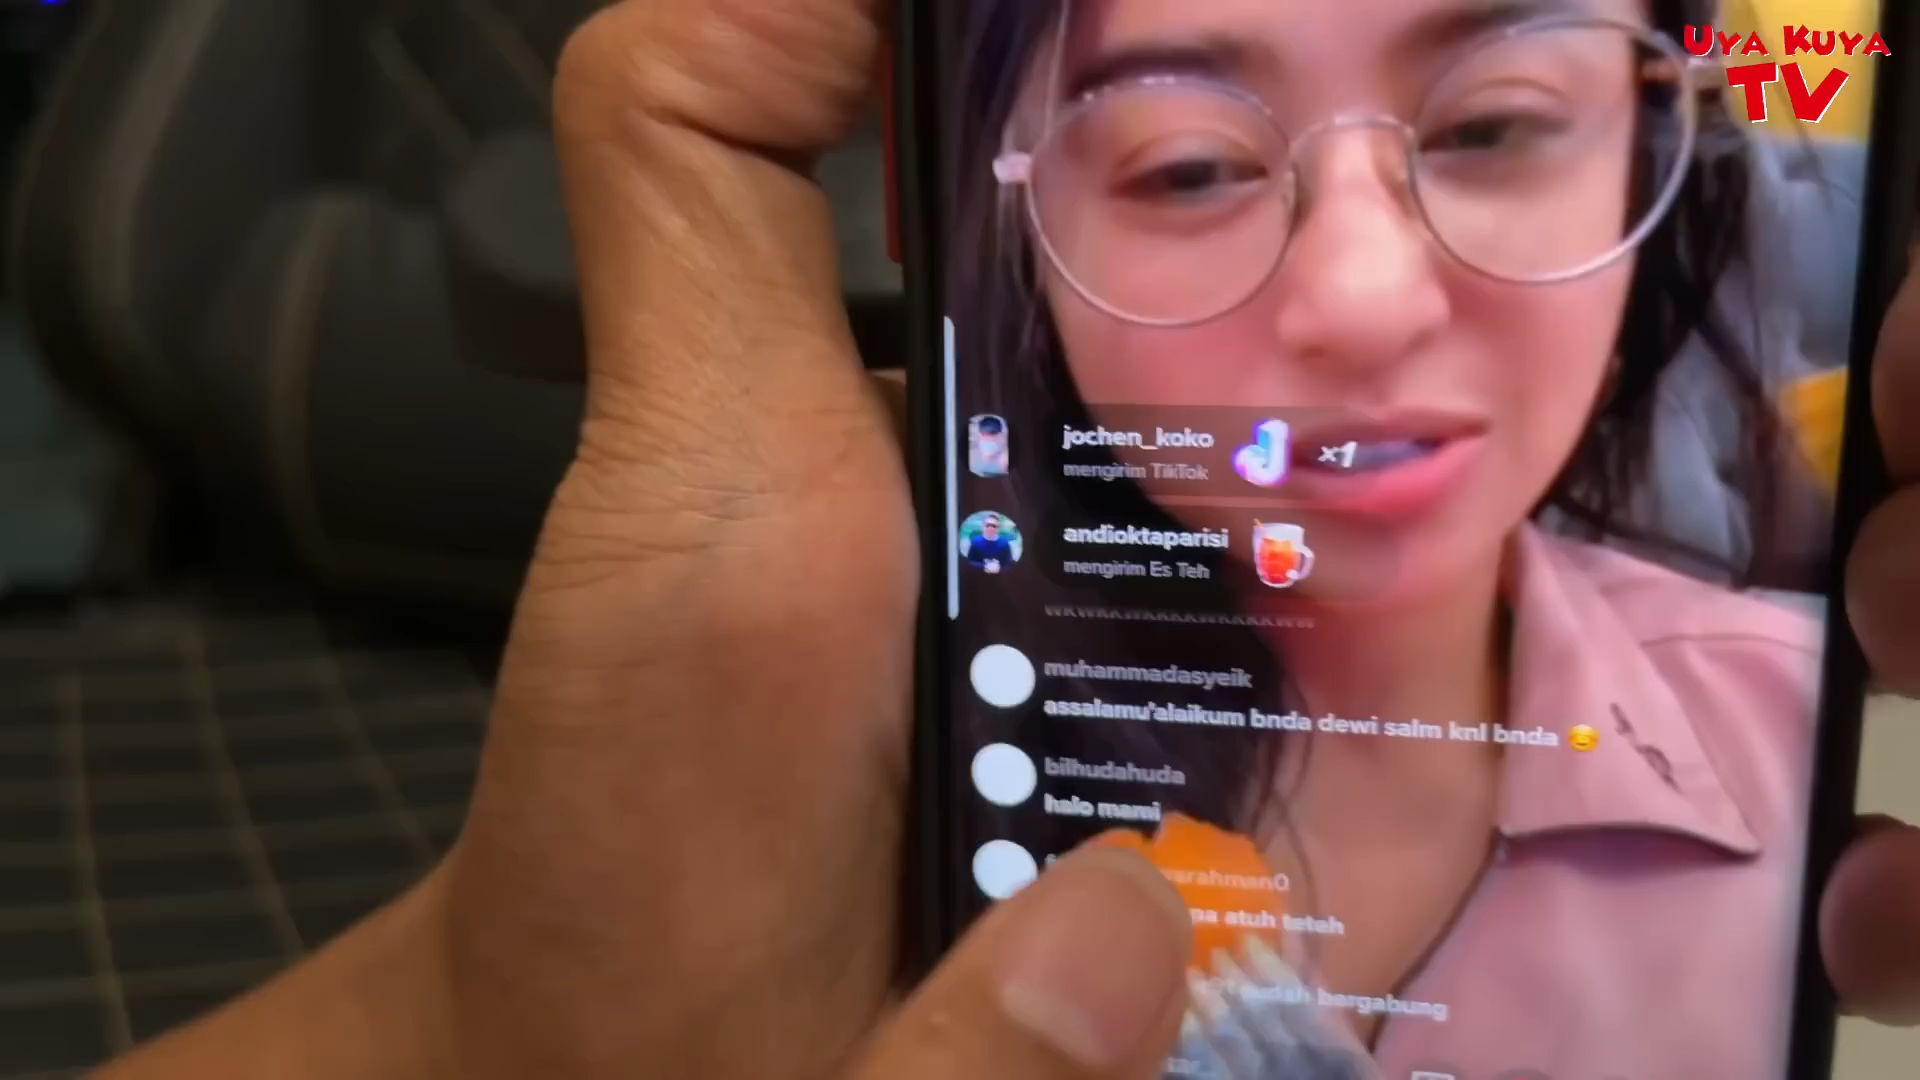 UYA KUYA
TV
jochen_koko
mengirim TikTok
x1
andioktaparisi
mengirim Es Teh
muhammadasyeik
assalamu'alaikum bnda dewi salm knl bnda
bilhudahuda
halo mami
atuh teteh
bergabung